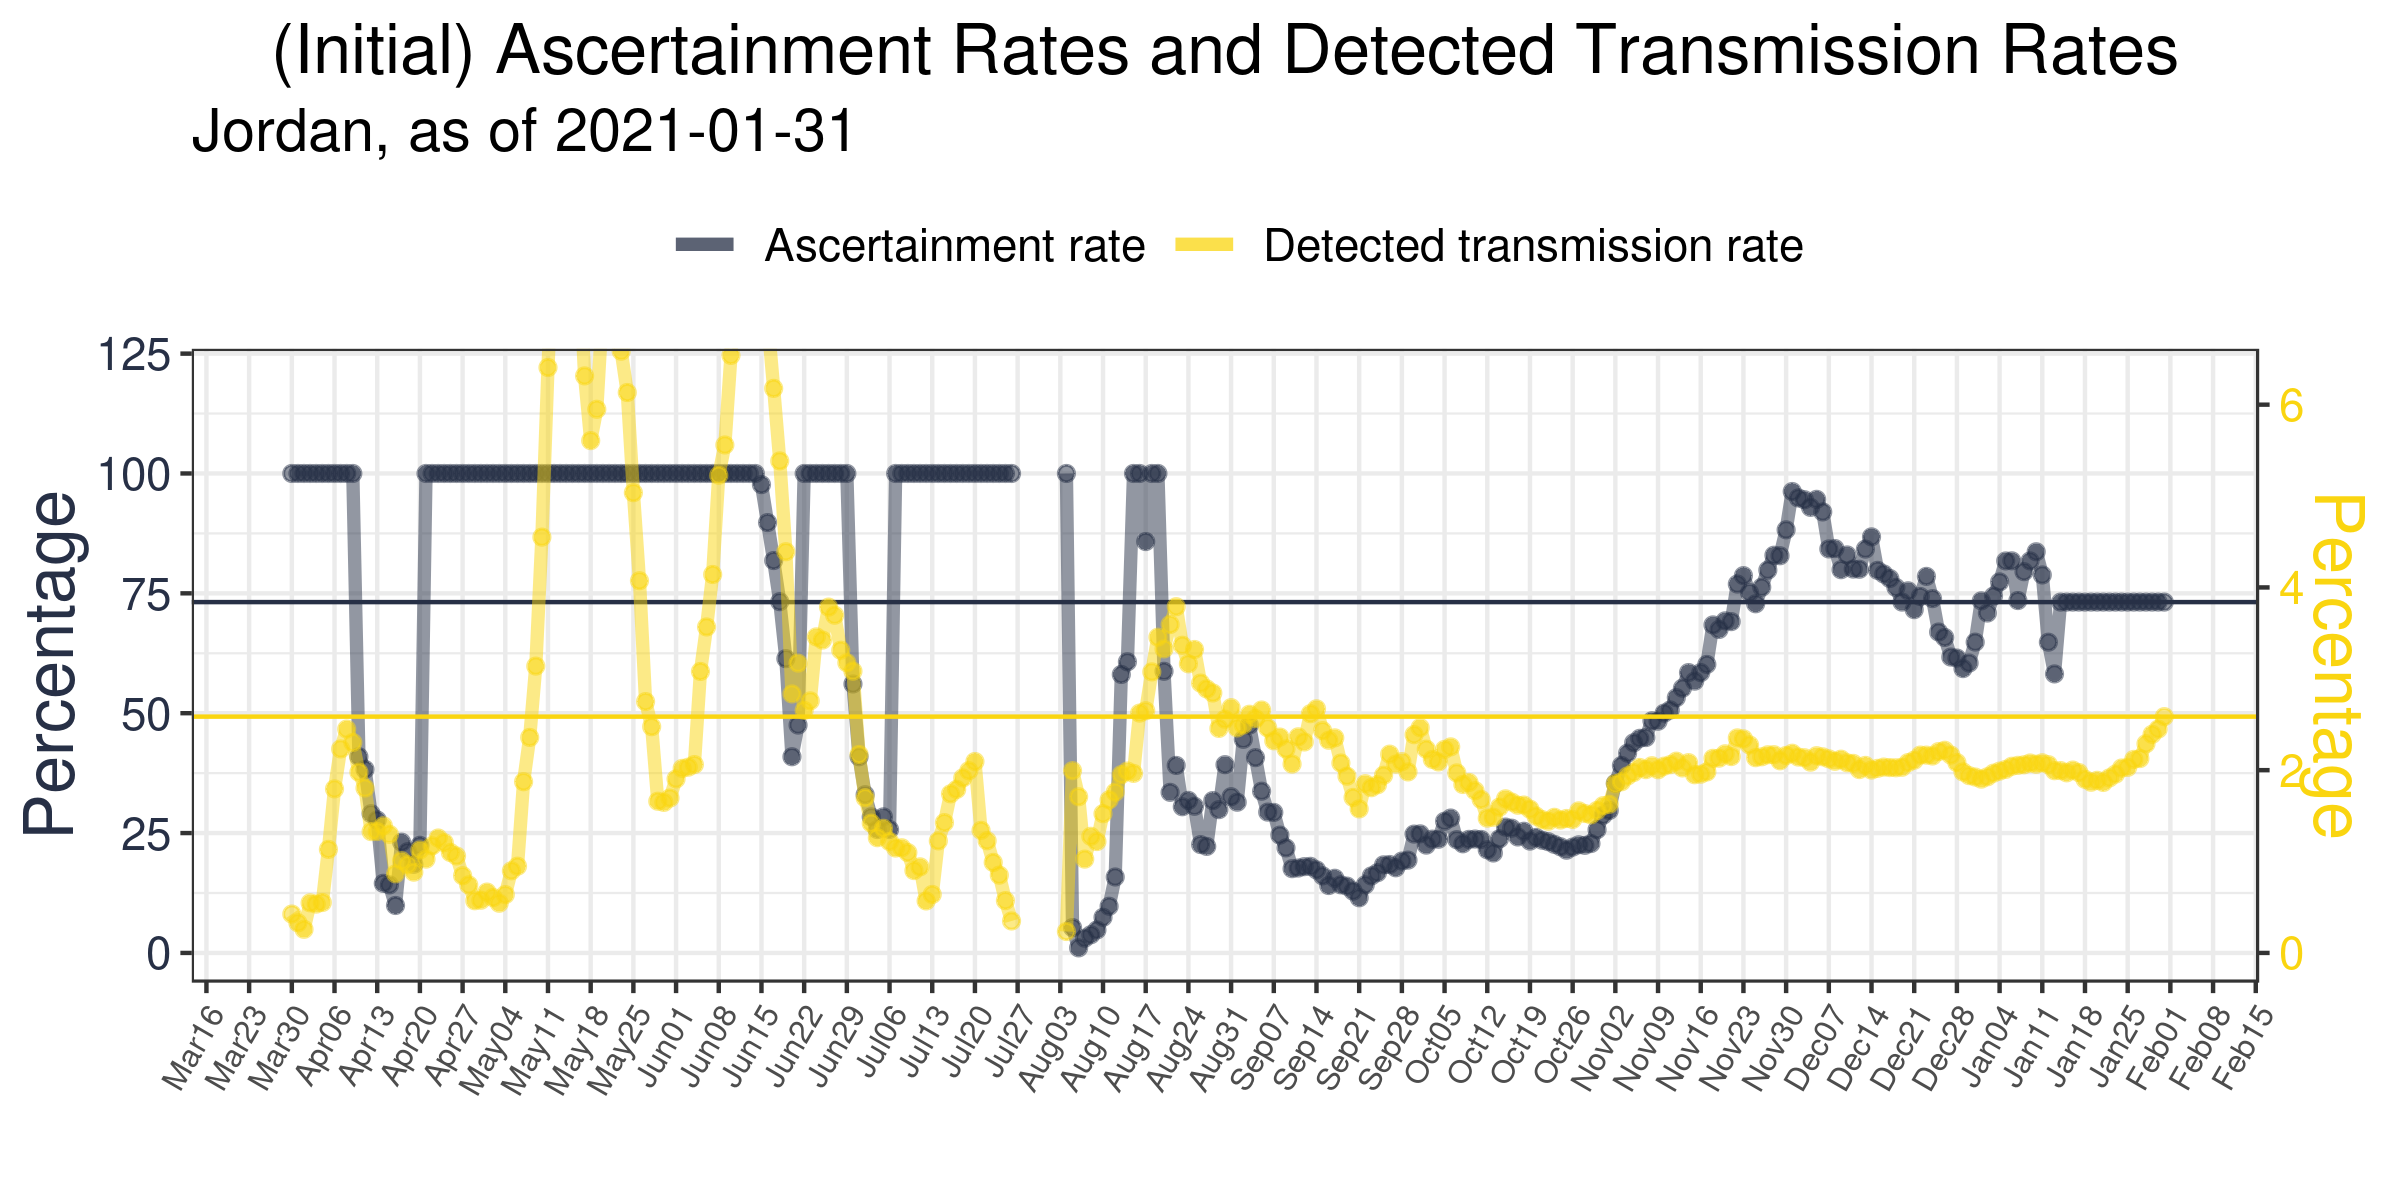 (Initial) Ascertainment Rates and Detected Transmission Rates
Jordan, as of 2021-01-31
Ascertainment rate
Detected transmission rate
125
100
75
50
25
0
Percentage
6
4
2
0
Percentage
Mar16
Mar23
Mar30
Apr06
Apr13
Apr20
Apr27
May04
May11
May18
May25
Jun01
Jun08
Jun15
Jun22
Jun29
Jul06
Jul13
Jul20
Jul27
Aug03
Aug10
Aug17
Aug24
Aug31
Sep07
Sep14
Sep21
Sep28
Oct05
Oct12
Oct19
Oct26
Nov02
Nov09
Nov16
Nov23
Nov30
Dec07
Dec14
Dec21
Dec28
Jan04
Jan11
Jan18
Jan25
Feb01
Feb08
Feb15